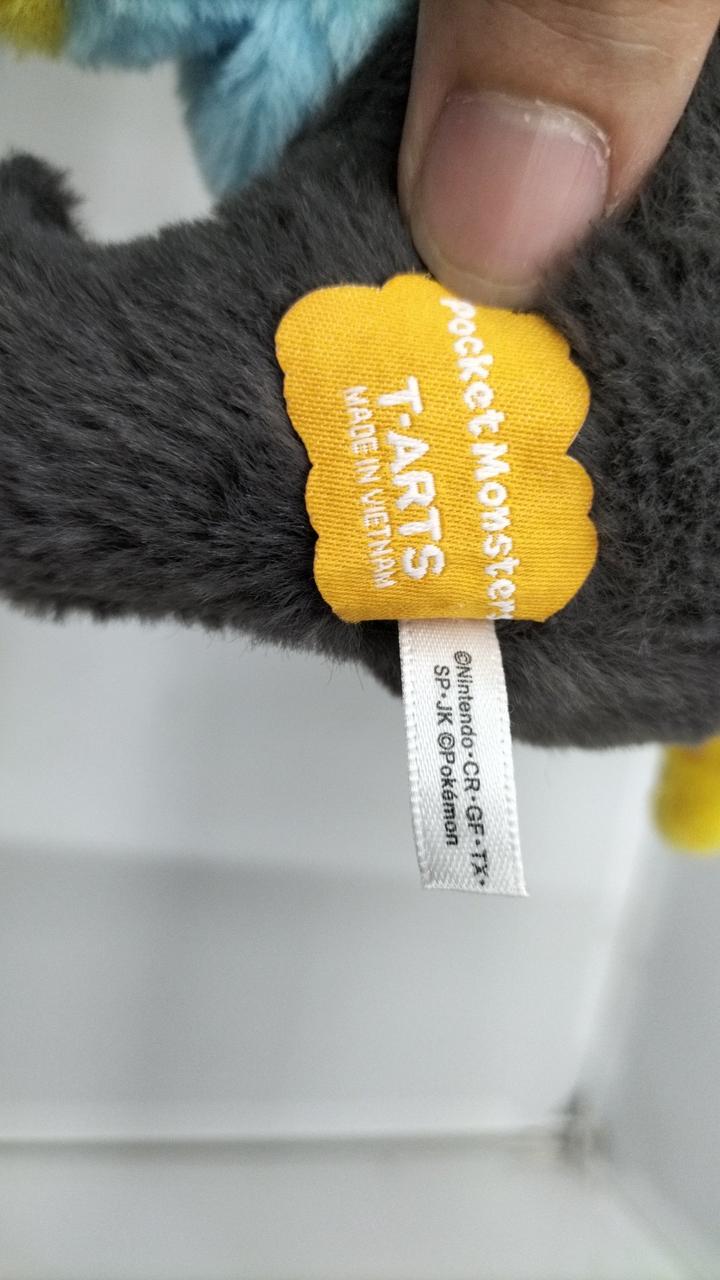 Pocket Monsters
T-ARTS
MADE IN VIETNAM
©Nintendo・CR・GF・TX・
SP・JK ©Pokémon